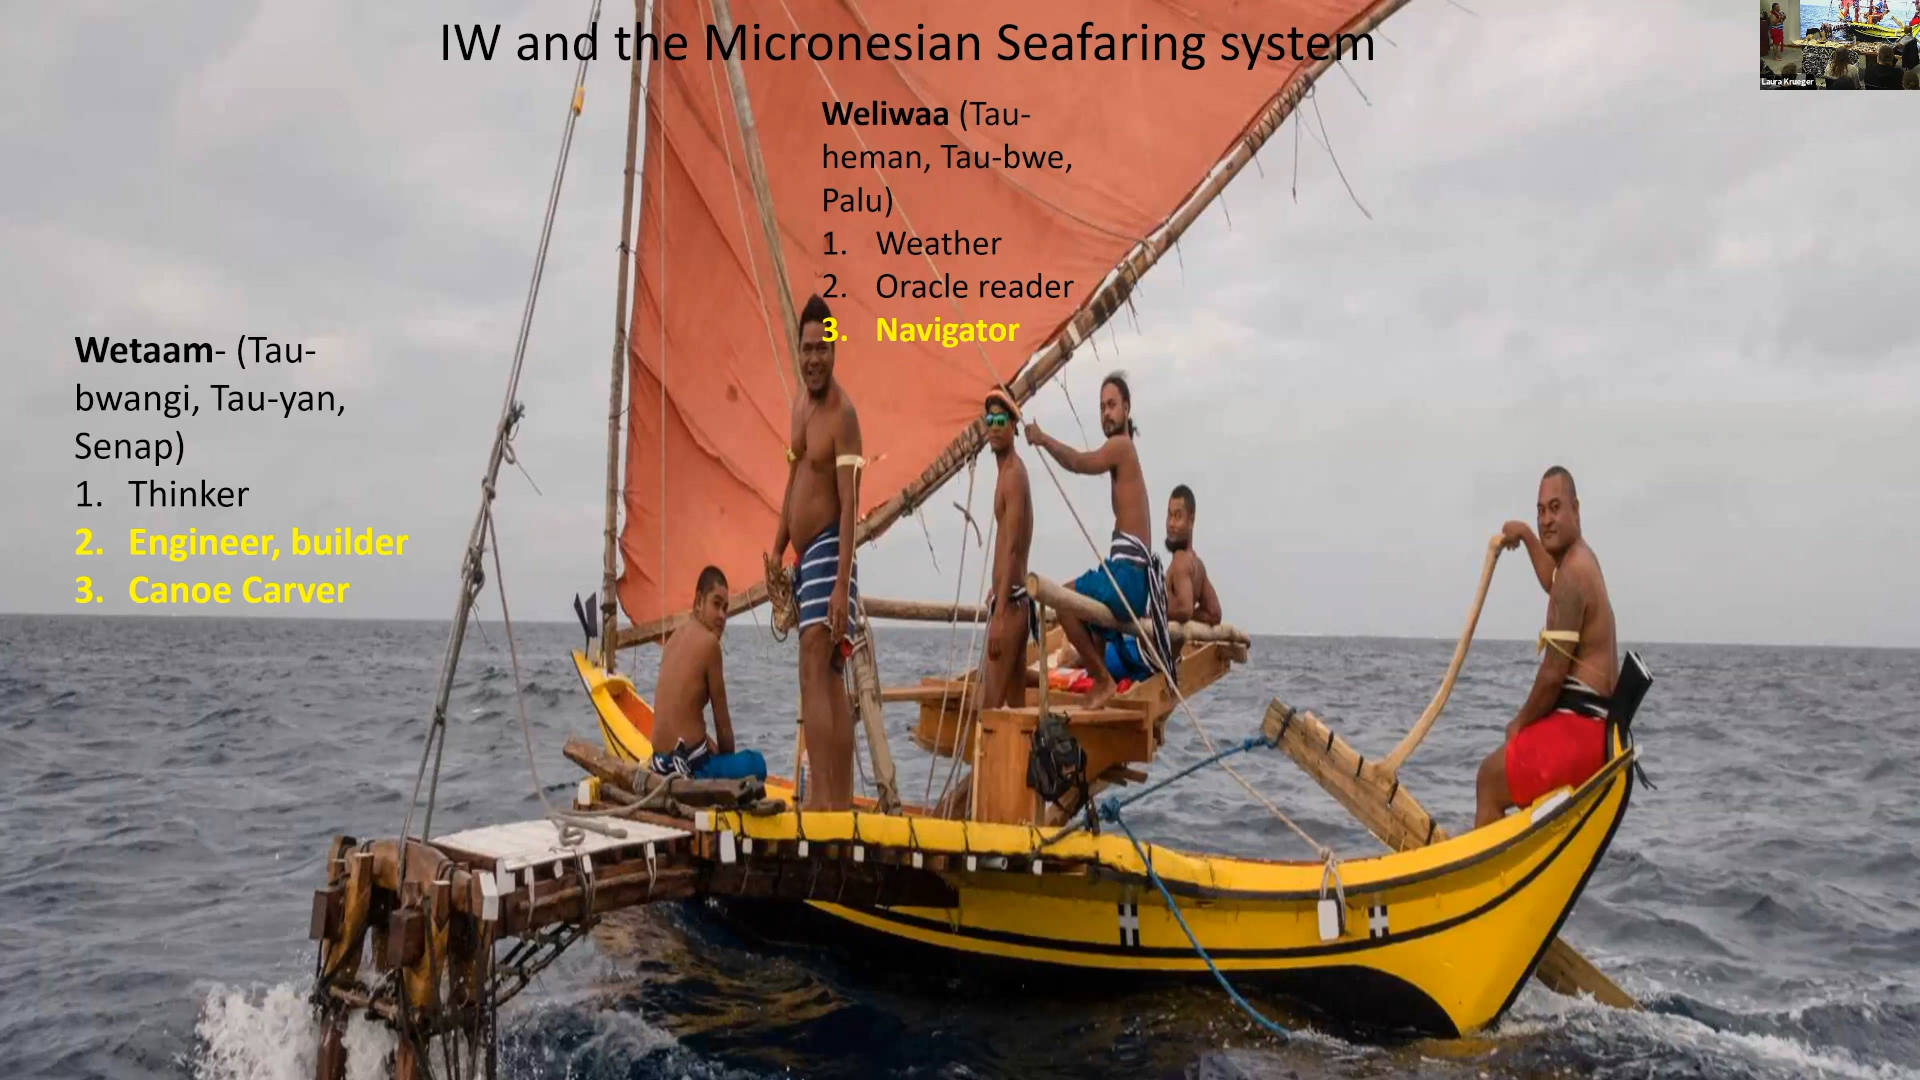 IW and the Micronesian Seafaring system
Weliwaa (Tau-
heman, Tau-bwe,
Palu)
1. Weather
2. Oracle reader
3. Navigator
Wetaam- (Tau-
bwangi, Tau-yan,
Senap)
1. Thinker
2. Engineer, builder
3. Canoe Carver
Laura Krueger